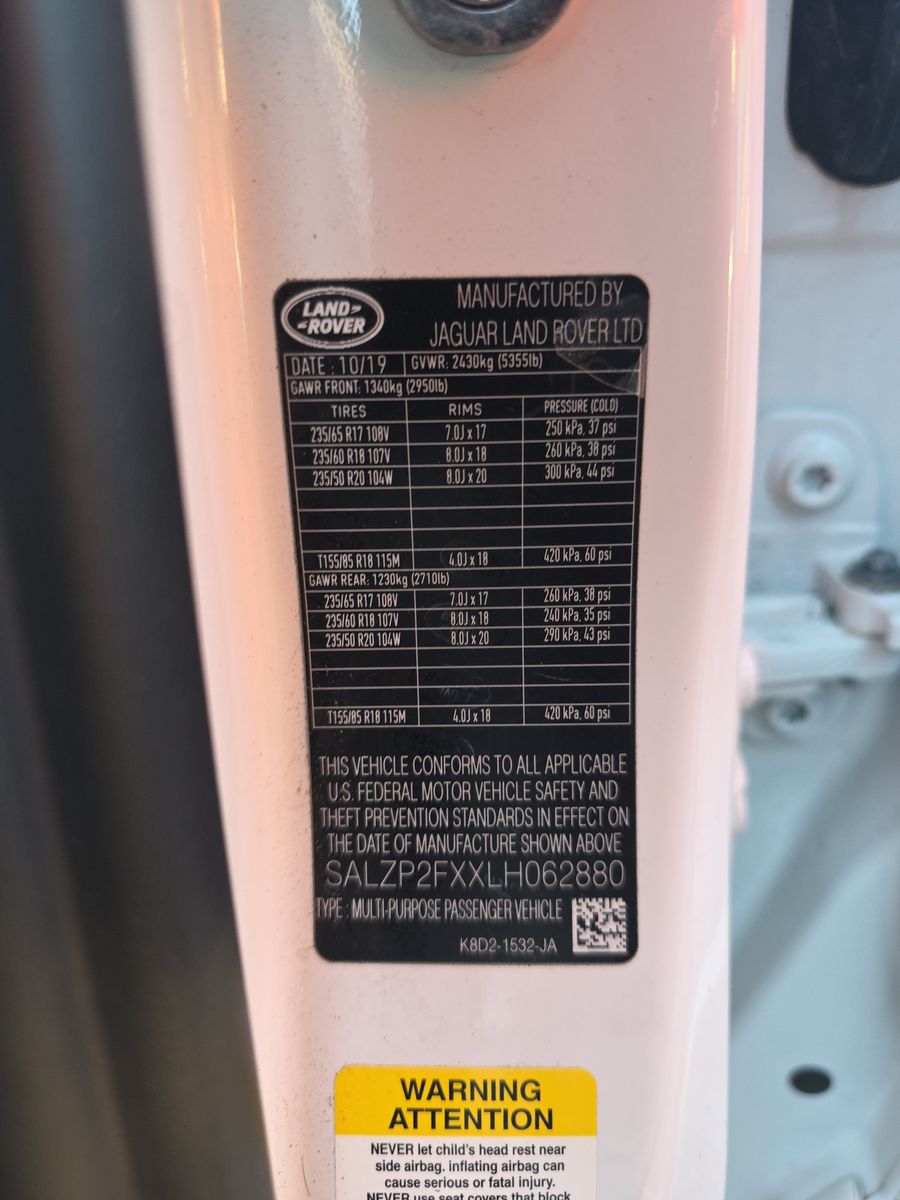 LAND
ROVER
MANUFACTURED BY
JAGUAR LAND ROVER LTD
DATE : 10/19 GVWR: 2430kg (5355lb)
GAWR FRONT: 1340kg (2950lb)
TIRES RIMS PRESSURE (COLD)
235/65 R17 108V 7.0J x 17 250 kPa, 37 psi
235/60 R18 107V 8.0J x 18 260 kPa, 38 psi
235/50 R20 104W 8.0J x 20 300 kPa, 44 psi
T155/85 R18 115M 4.0J x 18 420 kPa, 60 psi
GAWR REAR: 1230kg (2710lb)
235/65 R17 108V 7.0J x 17 260 kPa, 38 psi
235/60 R18 107V 8.0J x 18 240 kPa, 35 psi
235/50 R20 104W 8.0J x 20 290 kPa, 43 psi
T155/85 R18 115M 4.0J x 18 420 kPa, 60 psi
THIS VEHICLE CONFORMS TO ALL APPLICABLE
U.S. FEDERAL MOTOR VEHICLE SAFETY AND
THEFT PREVENTION STANDARDS IN EFFECT ON
THE DATE OF MANUFACTURE SHOWN ABOVE
SALZP2FXXLH062880
TYPE : MULTI-PURPOSE PASSENGER VEHICLE
K8D2-1532-JA
WARNING
ATTENTION
NEVER let child's head rest near
side airbag. inflating airbag can
cause serious or fatal injury.
NEVER use seat covers that block